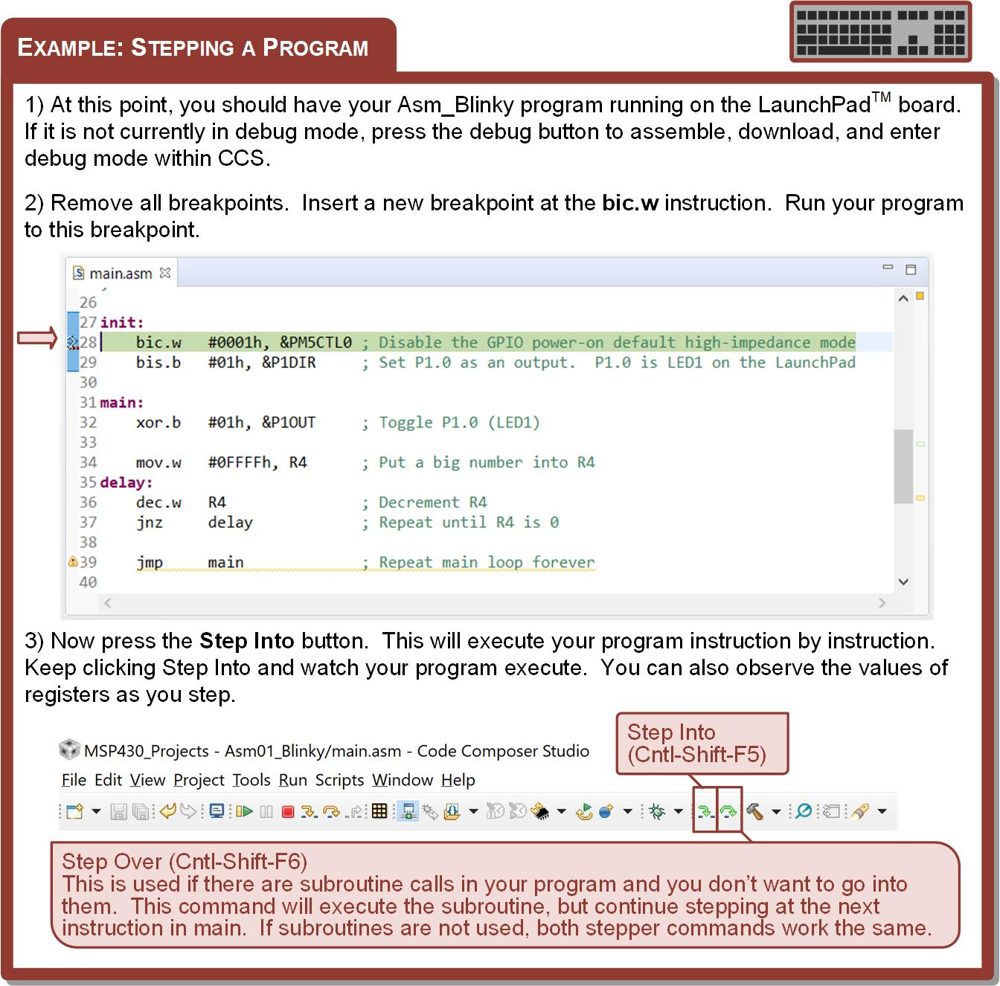 EXAMPLE: STEPPING A PROGRAM
1) At this point, you should have your Asm_Blinky program running on the LaunchPad™ board.
If it is not currently in debug mode, press the debug button to assemble, download, and enter
debug mode within CCS.
2) Remove all breakpoints.  Insert a new breakpoint at the bic.w instruction.  Run your program
to this breakpoint.
main.asm
26
27 init:
28 bic.w #0001h, &PM5CTL0 ; Disable the GPIO power-on default high-impedance mode
29 bis.b #01h, &P1DIR ; Set P1.0 as an output.  P1.0 is LED1 on the LaunchPad
30
31 main:
32 xor.b #01h, &P1OUT ; Toggle P1.0 (LED1)
33
34 mov.w #0FFFFh, R4 ; Put a big number into R4
35 delay:
36 dec.w R4 ; Decrement R4
37 jnz delay ; Repeat until R4 is 0
38
39 jmp main ; Repeat main loop forever
40
3) Now press the Step Into button.  This will execute your program instruction by instruction.
Keep clicking Step Into and watch your program execute.  You can also observe the values of
registers as you step.
Step Into
(Cntl-Shift-F5)
MSP430_Projects - Asm01_Blinky/main.asm - Code Composer Studio
File Edit View Project Tools Run Scripts Window Help
Step Over (Cntl-Shift-F6)
This is used if there are subroutine calls in your program and you don't want to go into
them.  This command will execute the subroutine, but continue stepping at the next
instruction in main.  If subroutines are not used, both stepper commands work the same.